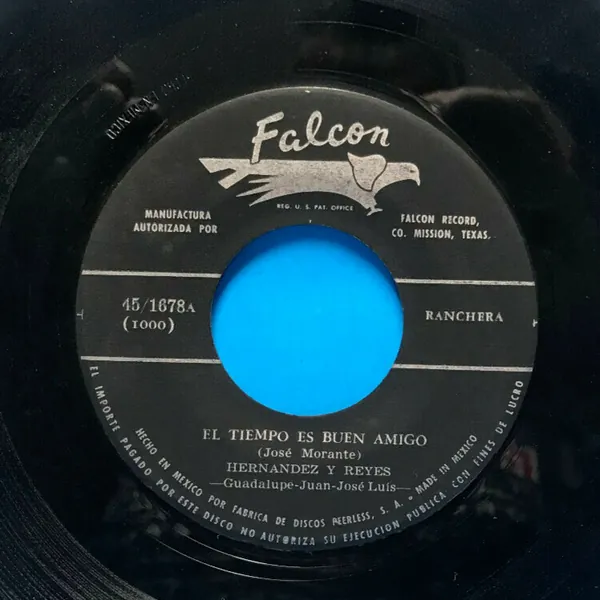 Falcon
REG. U. S. PAT. OFFICE
MANUFACTURA
AUTORIZADA POR
FALCON RECORD,
CO. MISSION, TEXAS.
45/1678A
(1000)
RANCHERA
EL TIEMPO ES BUEN AMIGO
(José Morante)
HERNANDEZ Y REYES
—Guadalupe-Juan-José Luis—
HECHO EN MEXICO POR FABRICA DE DISCOS PEERLESS, S. A. - MADE IN MEXICO
EL IMPORTE PAGADO POR ESTE DISCO NO AUTORIZA SU EJECUCION PUBLICA CON FINES DE LUCRO